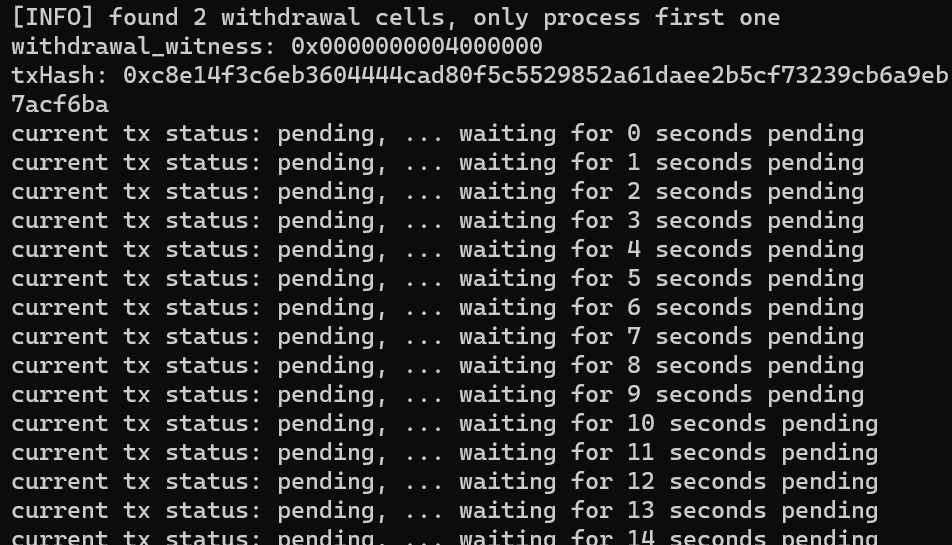 [INFO] found 2 withdrawal cells, only process first one
withdrawal_witness: 0x0000000004000000
txHash: 0xc8e14f3c6eb3604444cad80f5c5529852a61daee2b5cf73239cb6a9eb
7acf6ba
current tx status: pending, ... waiting for 0 seconds pending
current tx status: pending, ... waiting for 1 seconds pending
current tx status: pending, ... waiting for 2 seconds pending
current tx status: pending, ... waiting for 3 seconds pending
current tx status: pending, ... waiting for 4 seconds pending
current tx status: pending, ... waiting for 5 seconds pending
current tx status: pending, ... waiting for 6 seconds pending
current tx status: pending, ... waiting for 7 seconds pending
current tx status: pending, ... waiting for 8 seconds pending
current tx status: pending, ... waiting for 9 seconds pending
current tx status: pending, ... waiting for 10 seconds pending
current tx status: pending, ... waiting for 11 seconds pending
current tx status: pending, ... waiting for 12 seconds pending
current tx status: pending, ... waiting for 13 seconds pending
current tx status: pending, ... waiting for 14 seconds pending